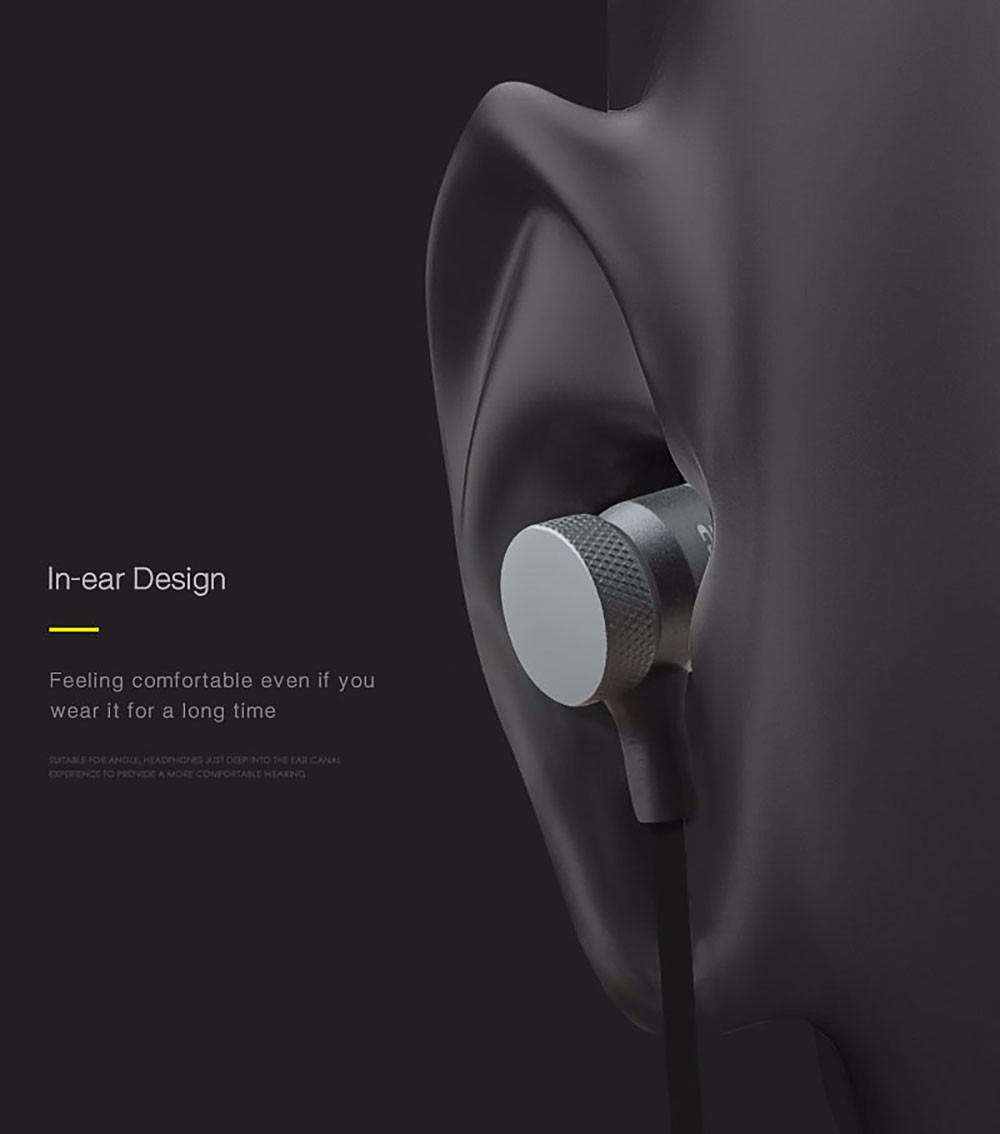 In-ear Design
Feeling comfortable even if you
wear it for a long time
SUITABLE FOR ANGLE, HEADPHONES JUST DEEP INTO THE EAR CANAL
EXPERIENCE TO PROVIDE A MORE COMFORTABLE WEARING